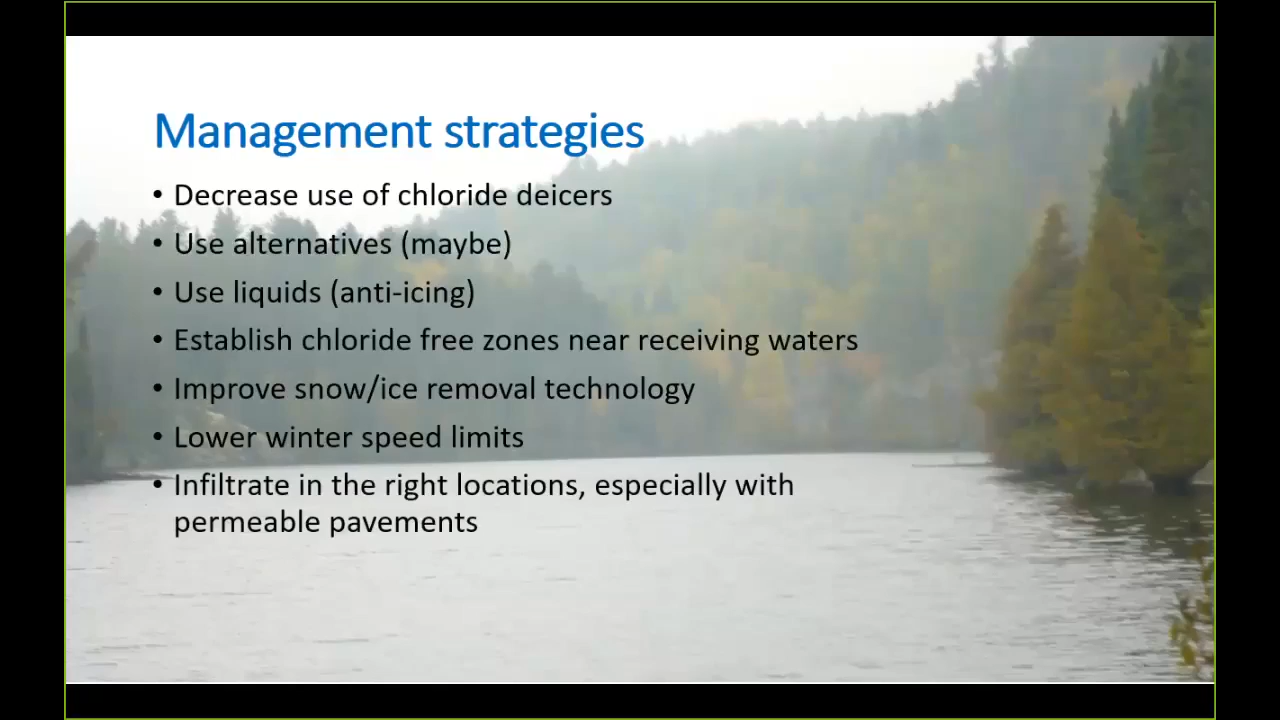 Management strategies
• Decrease use of chloride deicers
• Use alternatives (maybe)
• Use liquids (anti-icing)
• Establish chloride free zones near receiving waters
• Improve snow/ice removal technology
• Lower winter speed limits
• Infiltrate in the right locations, especially with
permeable pavements